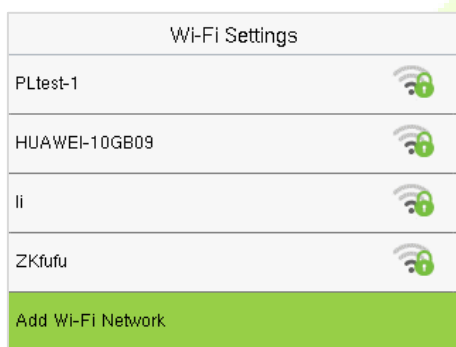 Wi-Fi Settings
PLtest-1
HUAWEI-10GB09
li
ZKfufu
Add Wi-Fi Network